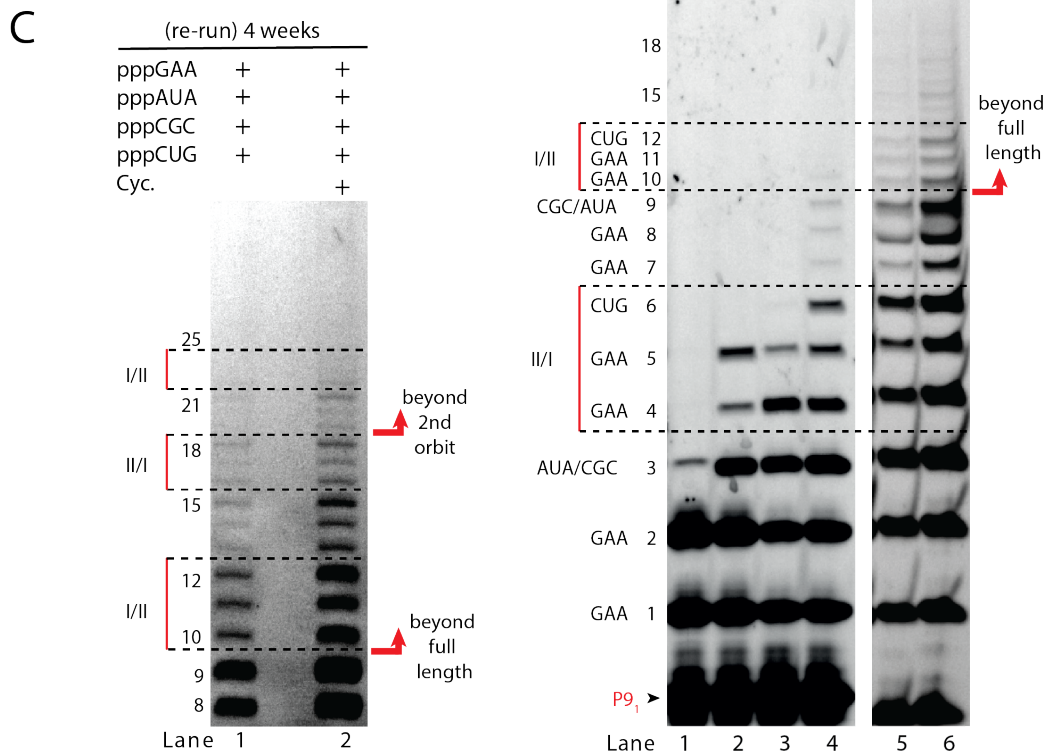 C
(re-run) 4 weeks
pppGAA + +
pppAUA + +
pppCGC + +
pppCUG + +
Cyc. +
25
I/II
21
beyond
2nd
orbit
18
II/I
15
12
I/II
10
beyond
full
length
9
8
Lane 1 2
18
15
beyond
full
length
CUG 12
I/II GAA 11
GAA 10
CGC/AUA 9
GAA 8
GAA 7
CUG 6
II/I GAA 5
GAA 4
AUA/CGC 3
GAA 2
GAA 1
P9₁
Lane 1 2 3 4 5 6